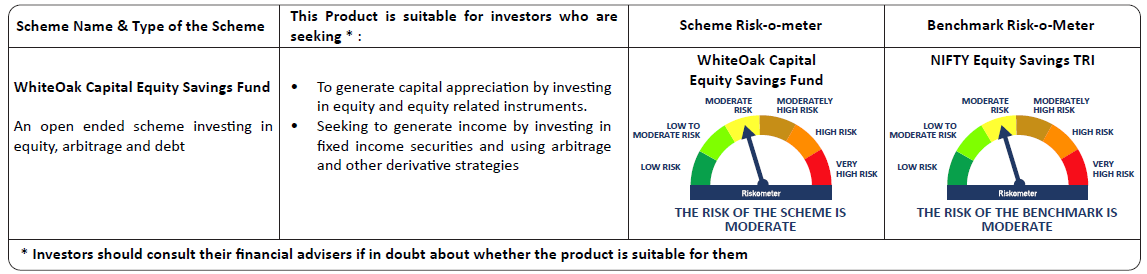 Scheme Name & Type of the Scheme
This Product is suitable for investors who are
seeking * :
Scheme Risk-o-meter
Benchmark Risk-o-Meter
WhiteOak Capital Equity Savings Fund
An open ended scheme investing in
equity, arbitrage and debt
• To generate capital appreciation by investing
in equity and equity related instruments.
• Seeking to generate income by investing in
fixed income securities and using arbitrage
and other derivative strategies
WhiteOak Capital
Equity Savings Fund
LOW RISK
LOW TO
MODERATE RISK
MODERATE
RISK
MODERATELY
HIGH RISK
HIGH RISK
VERY
HIGH RISK
Riskometer
THE RISK OF THE SCHEME IS
MODERATE
NIFTY Equity Savings TRI
LOW RISK
LOW TO
MODERATE RISK
MODERATE
RISK
MODERATELY
HIGH RISK
HIGH RISK
VERY
HIGH RISK
Riskometer
THE RISK OF THE BENCHMARK IS
MODERATE
* Investors should consult their financial advisers if in doubt about whether the product is suitable for them